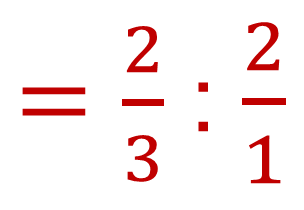 = 2/3 : 2/1